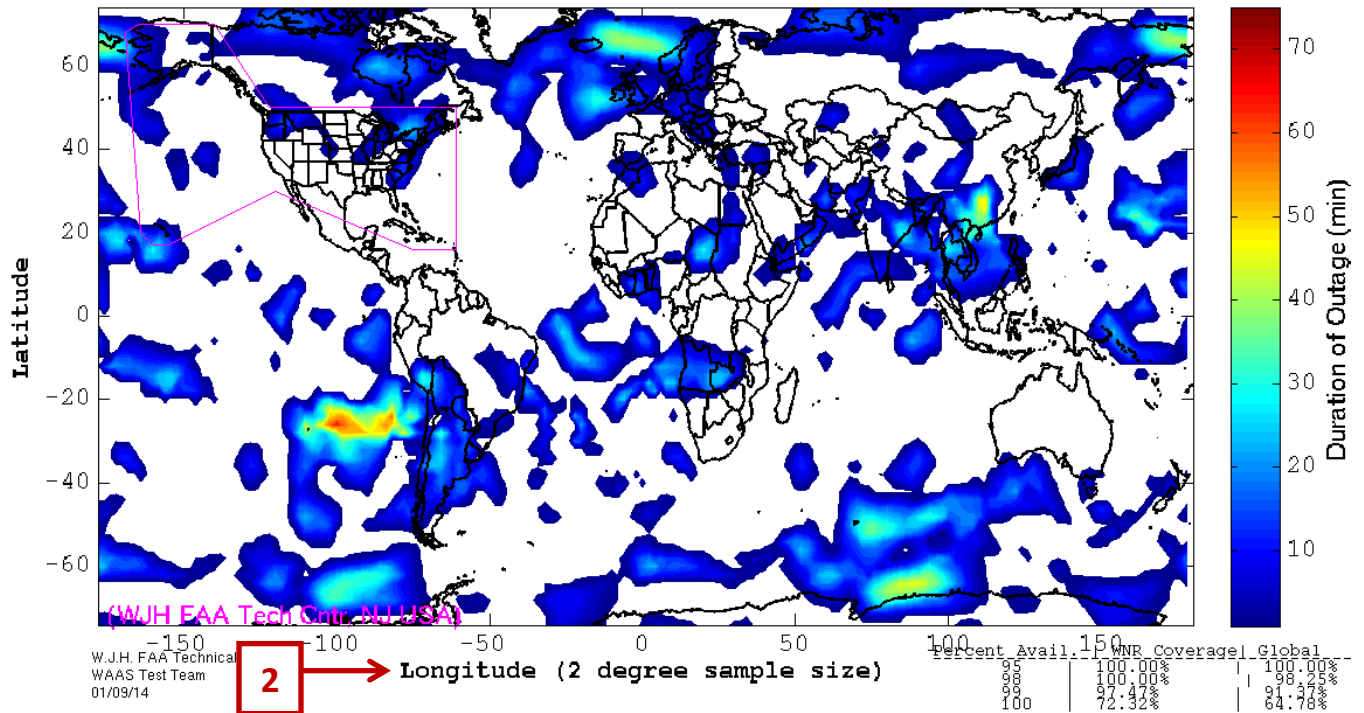 60
40
20
0
-20
-40
-60
Latitude
70
60
50
40
30
20
10
Duration of Outage (min)
(WJH FAA Tech Cntr, NJ USA)
-150 -100 -50 0 50 100 150
Longitude (2 degree sample size)
2
W.J.H. FAA Technical
WAAS Test Team
01/09/14
Percent Avail. | WNR Coverage| Global
95 | 100.00% | 100.00%
98 | 100.00% | 98.25%
99 | 97.47% | 91.37%
100 | 72.32% | 64.78%